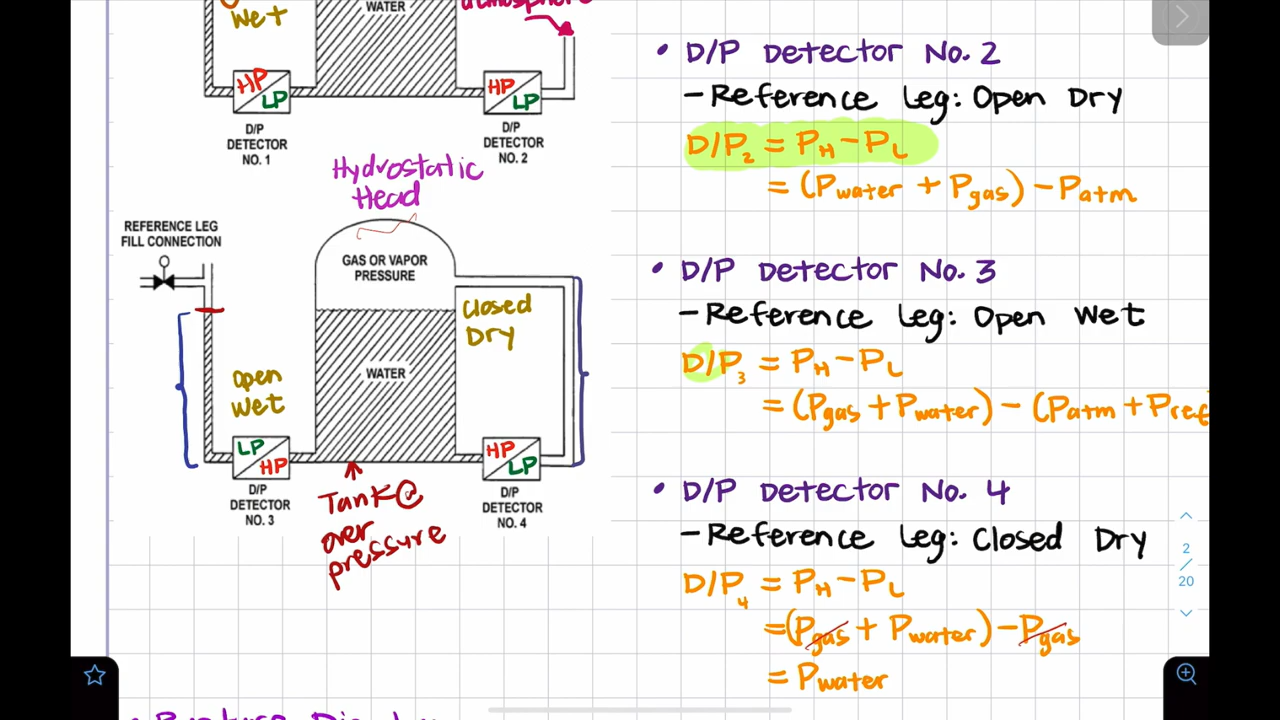 wet
WATER
atmosphere
HP
LP
HP
LP
D/P
DETECTOR
NO. 1
D/P
DETECTOR
NO. 2
Hydrostatic
Head
REFERENCE LEG
FILL CONNECTION
GAS OR VAPOR
PRESSURE
Closed
Dry
WATER
Open
Wet
LP
HP
HP
LP
D/P
DETECTOR
NO. 3
D/P
DETECTOR
NO. 4
Tank@
over
pressure
• D/P Detector No. 2
- Reference Leg: Open Dry
D/P₂ = PH - PL
= (Pwater + Pgas) - Patm
• D/P Detector No. 3
- Reference Leg: Open Wet
D/P₃ = PH - PL
= (Pgas + Pwater) - (Patm + Pref
• D/P Detector No. 4
- Reference Leg: Closed Dry
D/P₄ = PH - PL
= (Pgas + Pwater) - Pgas
= Pwater
2
/
20